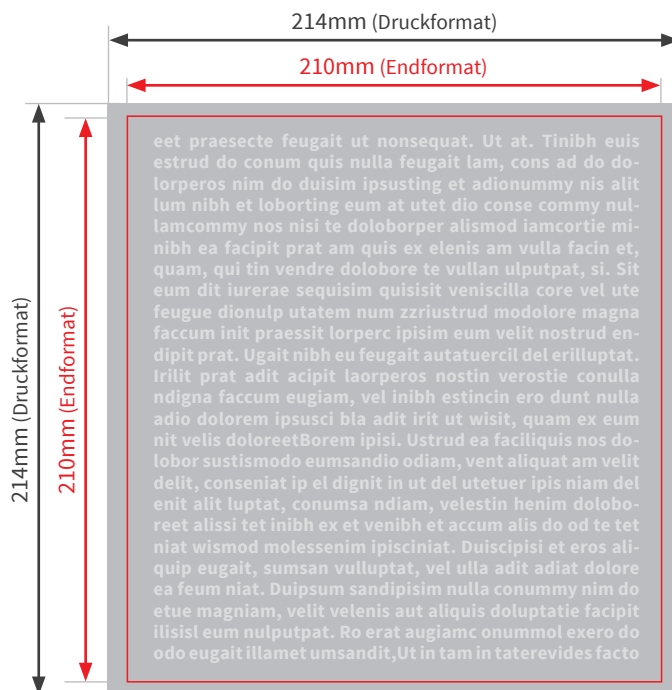 214mm (Druckformat)
210mm (Endformat)
214mm (Druckformat)
210mm (Endformat)
eet praesecte feugait ut nonsequat. Ut at. Tinibh euis
estrud do conum quis nulla feugait lam, cons ad do do-
lorperos nim do duisim ipsusting et adionummy nis alit
lum nibh et loborting eum at utet dio conse commy nul-
lamcommy nos nisi te doloborper alismod iamcortie mi-
nibh ea facipit prat am quis ex elenis am vulla facin et,
quam, qui tin vendre dolobore te vullan ulputpat, si. Sit
eum dit iurerae sequisim quisisit veniscilla core vel ute
feugue dionulp utatem num zzriustrud modolore magna
faccum init praessit lorperc ipisim eum velit nostrud en-
dipit prat. Ugait nibh eu feugait autatuercil del erilluptat.
Irilit prat adit acipit laorperos nostin verostie conulla
ndigna faccum eugiam, vel inibh estincin ero dunt nulla
adio dolorem ipsusci bla adit irit ut wisit, quam ex eum
nit velis doloreetBorem ipisi. Ustrud ea faciliquis nos do-
lobor sustismodo eumsandio odiam, vensaliquat am velit
delit, conseniat ip el dignit in ut del utetuer ipis niam del
enit alit luptat, conumsa ndiam, velestin henim dolobo-
reet alissi tet inibh ex et venibh et accum alis do od te tet
niat wismod molessenim ipisciniat. Duiscipisi et eros ali-
quip eugait, sumsan vulluptat, vel ulla adit adiat dolore
ea feum niat. Duipsum sandipisim nulla conummy nim do
etue magniam, velit velenis aut aliquis doluptatie facipit
ilisisl eum nulputpat. Ro erat augiamc onummol exero do
odo eugait illamet umsandit,Ut in tam in taterevides facto